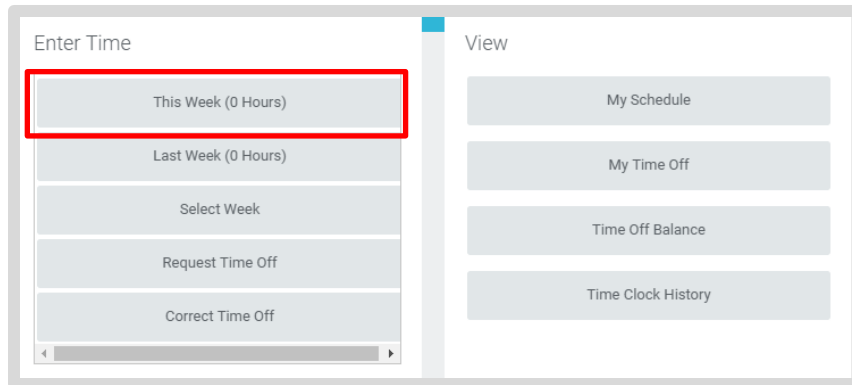 Enter Time
This Week (0 Hours)
Last Week (0 Hours)
Select Week
Request Time Off
Correct Time Off
View
My Schedule
My Time Off
Time Off Balance
Time Clock History